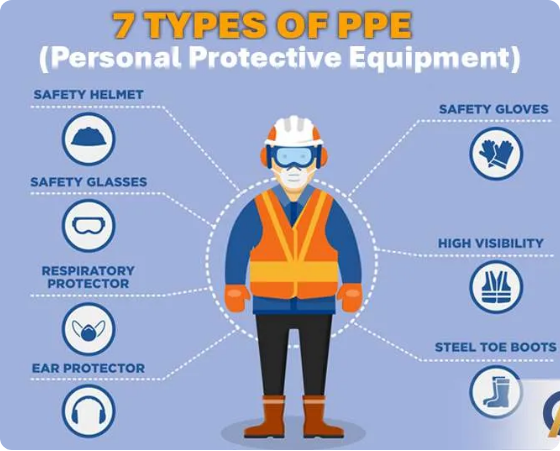 7 TYPES OF PPE
(Personal Protective Equipment)
SAFETY HELMET
SAFETY GLASSES
RESPIRATORY
PROTECTOR
EAR PROTECTOR
SAFETY GLOVES
HIGH VISIBILITY
STEEL TOE BOOTS